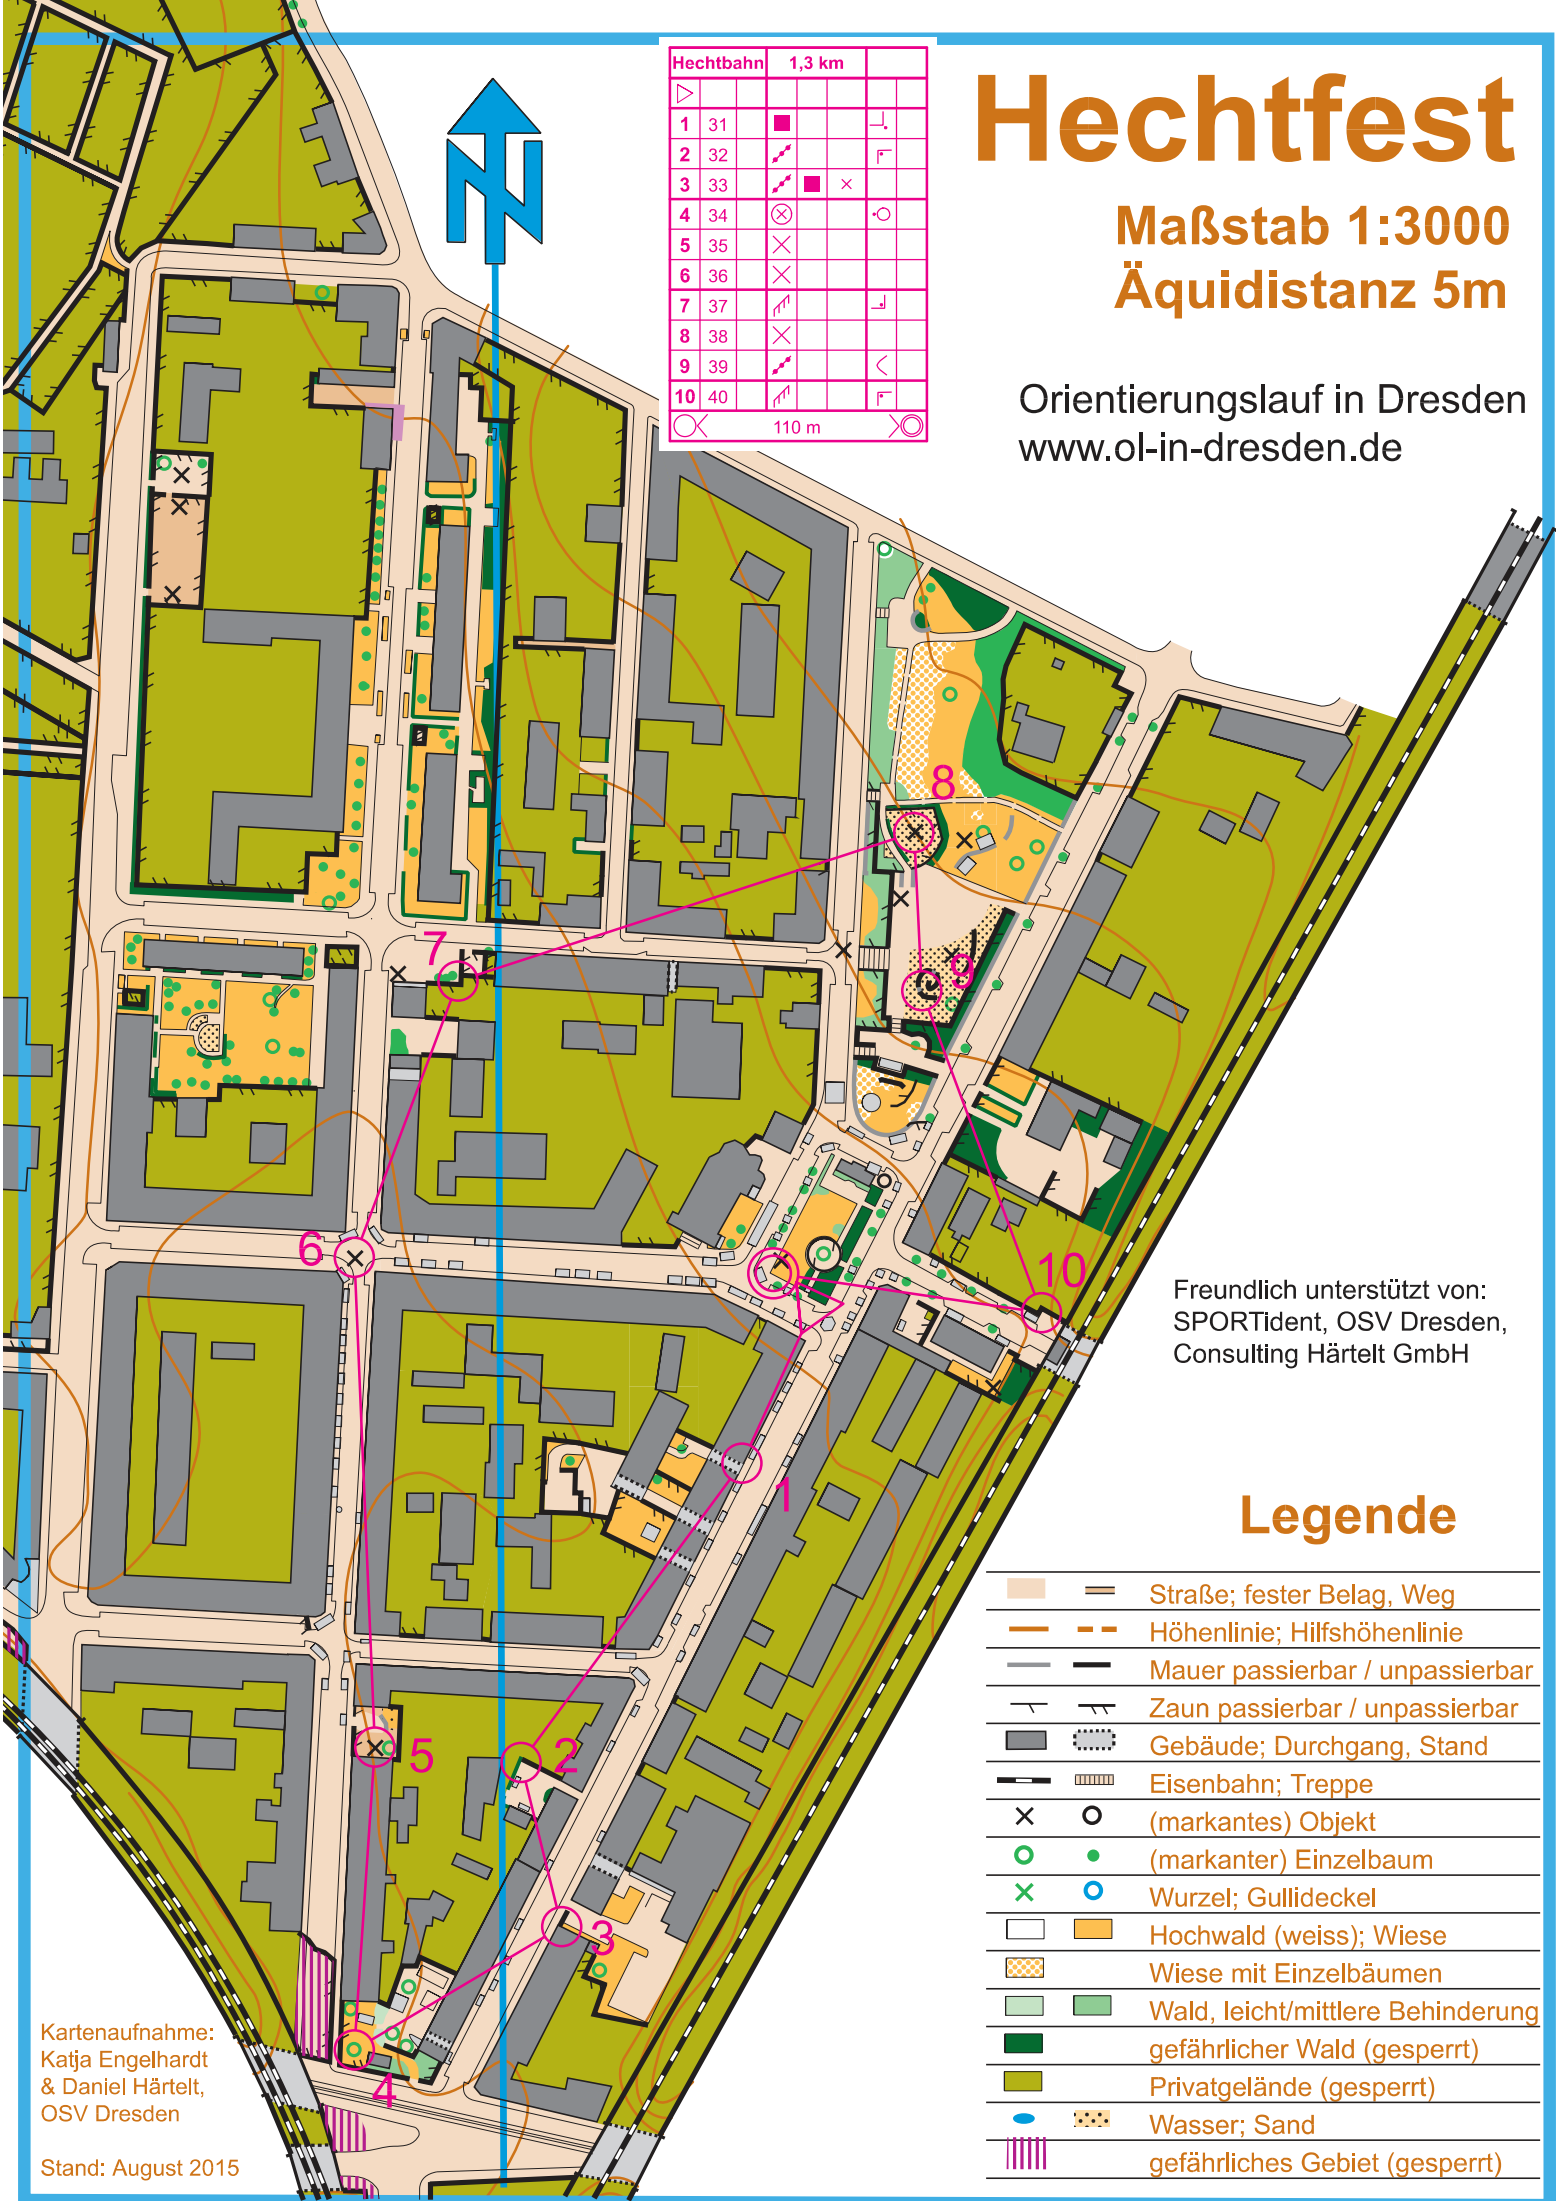 Hechtbahn 1,3 km
1 31
2 32
3 33
4 34
5 35
6 36
7 37
8 38
9 39
10 40
110 m
Hechtfest
Maßstab 1:3000
Äquidistanz 5m
Orientierungslauf in Dresden
www.ol-in-dresden.de
N
8
7
9
6
10
1
5
2
3
4
Freundlich unterstützt von:
SPORTident, OSV Dresden,
Consulting Härtelt GmbH
Legende
Straße; fester Belag, Weg
Höhenlinie; Hilfshöhenlinie
Mauer passierbar / unpassierbar
Zaun passierbar / unpassierbar
Gebäude; Durchgang, Stand
Eisenbahn; Treppe
(markantes) Objekt
(markanter) Einzelbaum
Wurzel; Gullideckel
Hochwald (weiss); Wiese
Wiese mit Einzelbäumen
Wald, leicht/mittlere Behinderung
gefährlicher Wald (gesperrt)
Privatgelände (gesperrt)
Wasser; Sand
gefährliches Gebiet (gesperrt)
Kartenaufnahme:
Katja Engelhardt
& Daniel Härtelt,
OSV Dresden
Stand: August 2015